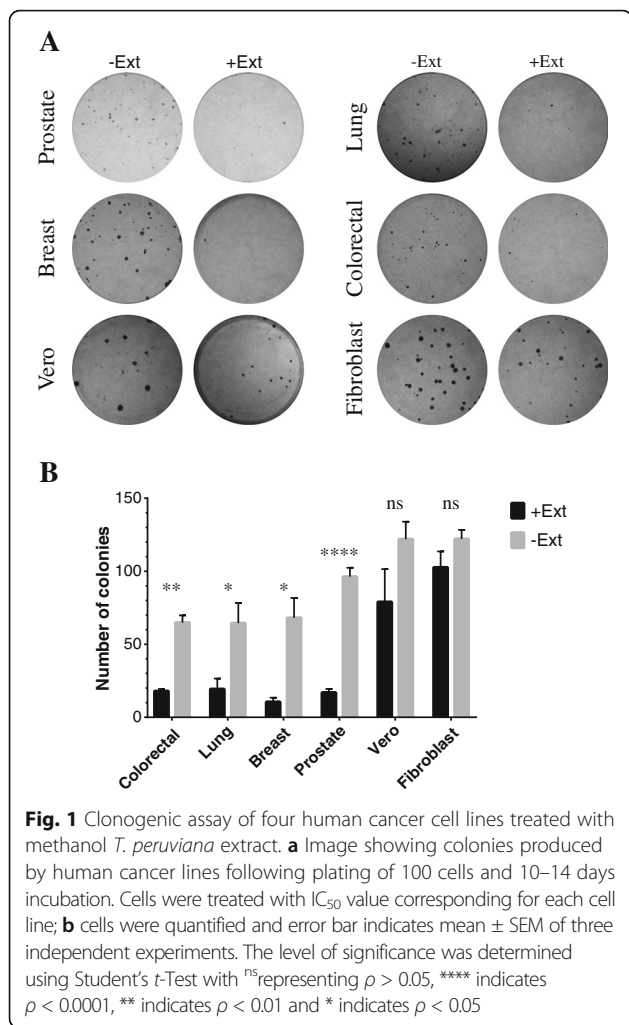 A
-Ext +Ext -Ext +Ext
Prostate
Lung
Breast
Colorectal
Vero
Fibroblast
B
Number of colonies
150
100
50
0
** * * **** ns ns
+Ext
-Ext
Colorectal
Lung
Breast
Prostate
Vero
Fibroblast
Fig. 1 Clonogenic assay of four human cancer cell lines treated with
methanol T. peruviana extract. a Image showing colonies produced
by human cancer lines following plating of 100 cells and 10–14 days
incubation. Cells were treated with IC₅₀ value corresponding for each cell
line; b cells were quantified and error bar indicates mean ± SEM of three
independent experiments. The level of significance was determined
using Student's t-Test with ⁿˢrepresenting ρ > 0.05, **** indicates
ρ < 0.0001, ** indicates ρ < 0.01 and * indicates ρ < 0.05